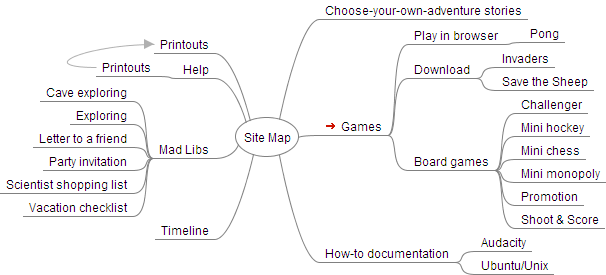 Choose-your-own-adventure stories
Printouts
Play in browser
Pong
Printouts
Help
Download
Invaders
Save the Sheep
Cave exploring
Exploring
Letter to a friend
Party invitation
Scientist shopping list
Vacation checklist
Mad Libs
Site Map
Games
Board games
Challenger
Mini hockey
Mini chess
Mini monopoly
Promotion
Shoot & Score
Timeline
How-to documentation
Audacity
Ubuntu/Unix